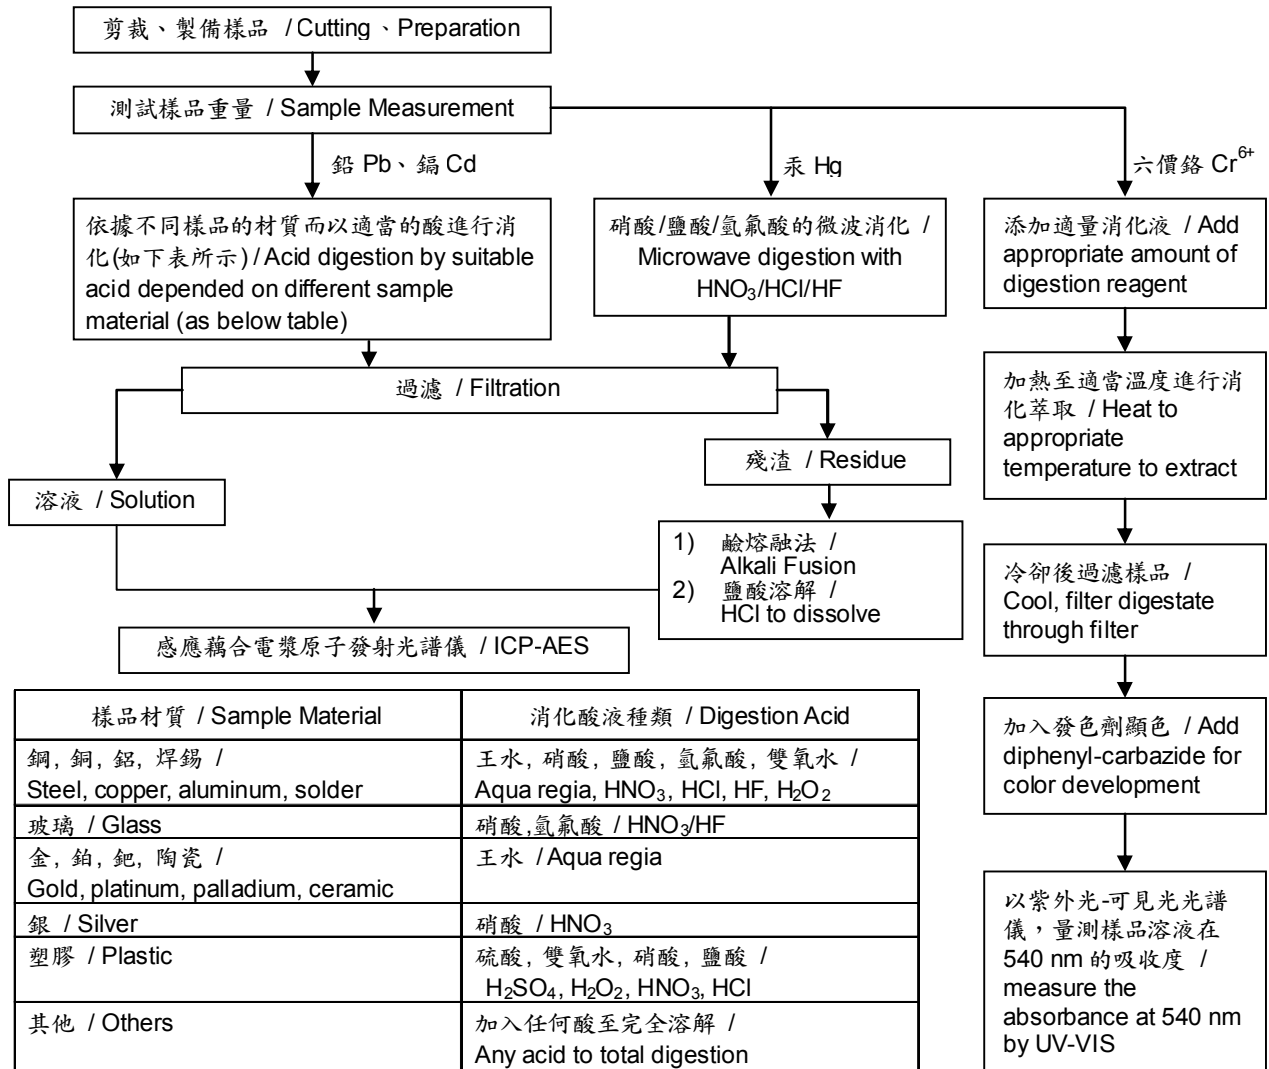 剪裁、製備樣品 / Cutting、Preparation
測試樣品重量 / Sample Measurement
鉛 Pb、鎘 Cd
汞 Hg
六價鉻 Cr⁶⁺
依據不同樣品的材質而以適當的酸進行消
化(如下表所示) / Acid digestion by suitable
acid depended on different sample
material (as below table)
硝酸/鹽酸/氫氟酸的微波消化 /
Microwave digestion with
HNO₃/HCl/HF
添加適量消化液 / Add
appropriate amount of
digestion reagent
過濾 / Filtration
加熱至適當溫度進行消
化萃取 / Heat to
appropriate
temperature to extract
溶液 / Solution
殘渣 / Residue
1) 鹼熔融法 /
Alkali Fusion
2) 鹽酸溶解 /
HCl to dissolve
冷卻後過濾樣品 /
Cool, filter digestate
through filter
感應藕合電漿原子發射光譜儀 / ICP-AES
加入發色劑顯色 / Add
diphenyl-carbazide for
color development
以紫外光-可見光光譜
儀，量測樣品溶液在
540 nm 的吸收度 /
measure the
absorbance at 540 nm
by UV-VIS
樣品材質 / Sample Material
消化酸液種類 / Digestion Acid
鋼, 銅, 鋁, 焊錫 /
Steel, copper, aluminum, solder
王水, 硝酸, 鹽酸, 氫氟酸, 雙氧水 /
Aqua regia, HNO₃, HCl, HF, H₂O₂
玻璃 / Glass
硝酸,氫氟酸 / HNO₃/HF
金, 鉑, 鈀, 陶瓷 /
Gold, platinum, palladium, ceramic
王水 / Aqua regia
銀 / Silver
硝酸 / HNO₃
塑膠 / Plastic
硫酸, 雙氧水, 硝酸, 鹽酸 /
H₂SO₄, H₂O₂, HNO₃, HCl
其他 / Others
加入任何酸至完全溶解 /
Any acid to total digestion